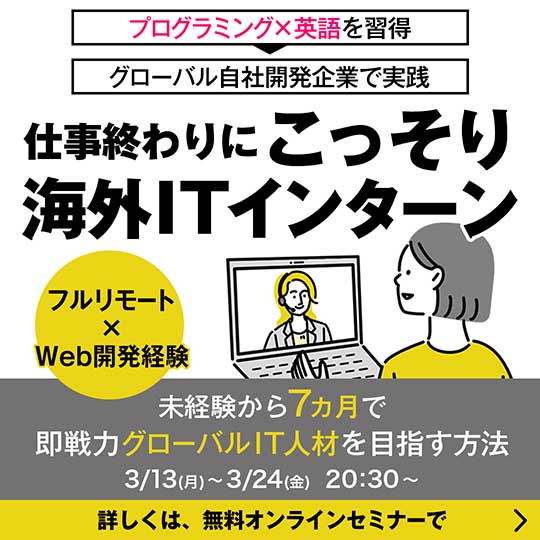 プログラミング×英語を習得
グローバル自社開発企業で実践
仕事終わりにこっそり
海外ITインターン
フルリモート
×
Web開発経験
未経験から7ヵ月で
即戦力グローバルIT人材を目指す方法
3/13(月)～3/24(金) 20:30～
詳しくは、無料オンラインセミナーで